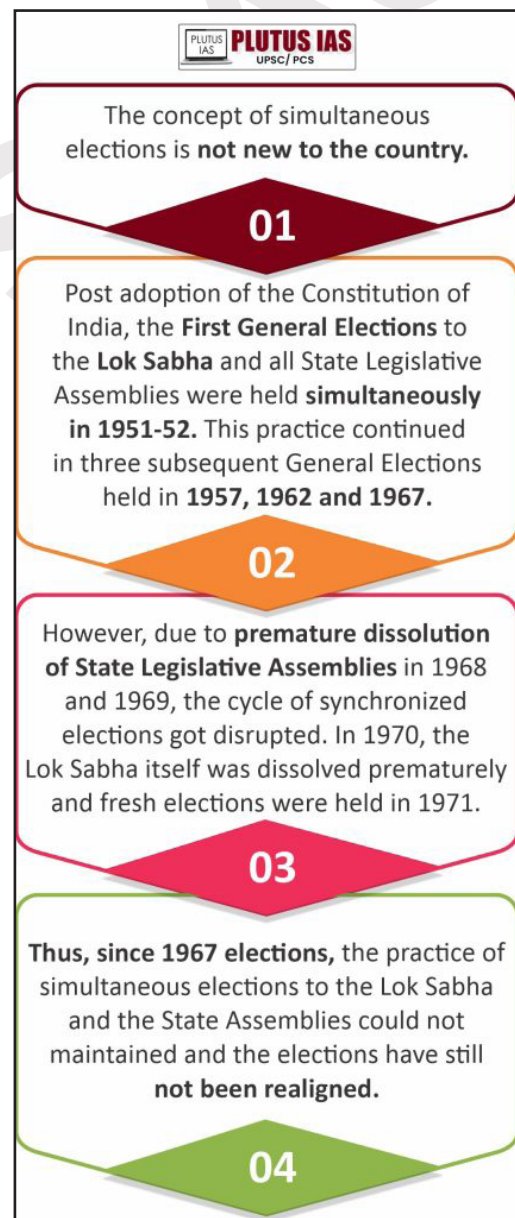 PLUTUS
IAS
PLUTUS IAS
UPSC/ PCS
The concept of simultaneous
elections is not new to the country.
01
Post adoption of the Constitution of
India, the First General Elections to
the Lok Sabha and all State Legislative
Assemblies were held simultaneously
in 1951-52. This practice continued
in three subsequent General Elections
held in 1957, 1962 and 1967.
02
However, due to premature dissolution
of State Legislative Assemblies in 1968
and 1969, the cycle of synchronized
elections got disrupted. In 1970, the
Lok Sabha itself was dissolved prematurely
and fresh elections were held in 1971.
03
Thus, since 1967 elections, the practice of
simultaneous elections to the Lok Sabha
and the State Assemblies could not
maintained and the elections have still
not been realigned.
04